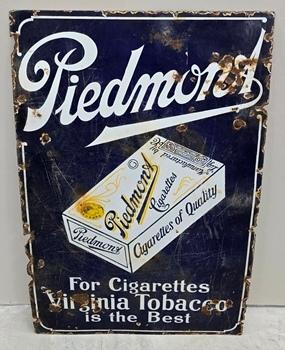 Piedmont
Piedmont
Cigarettes
Cigarettes of Quality
Piedmont
For Cigarettes
Virginia Tobacco
is the Best